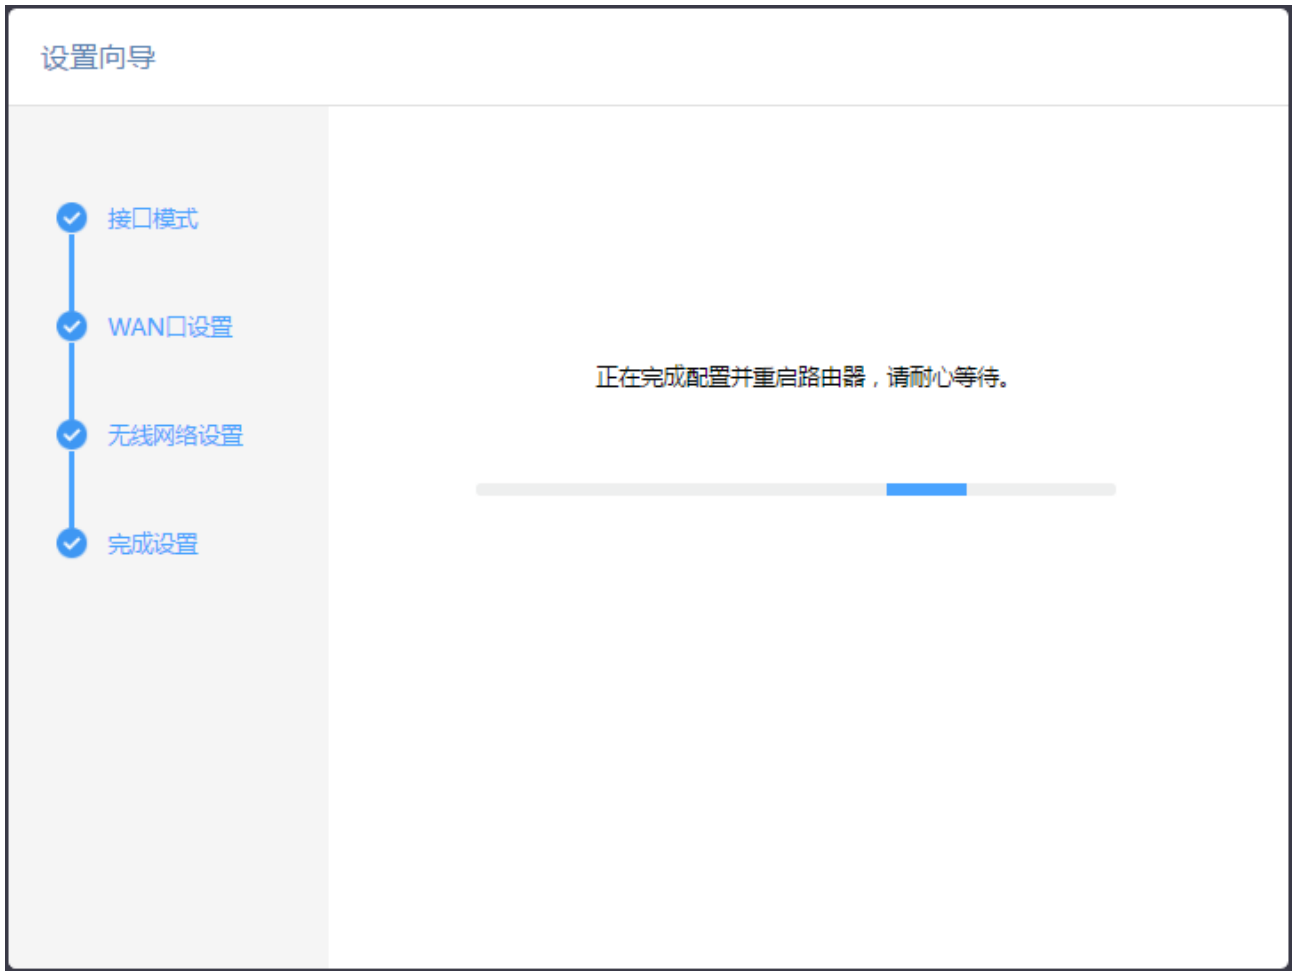 设置向导
接口模式
WAN口设置
无线网络设置
完成设置
正在完成配置并重启路由器，请耐心等待。